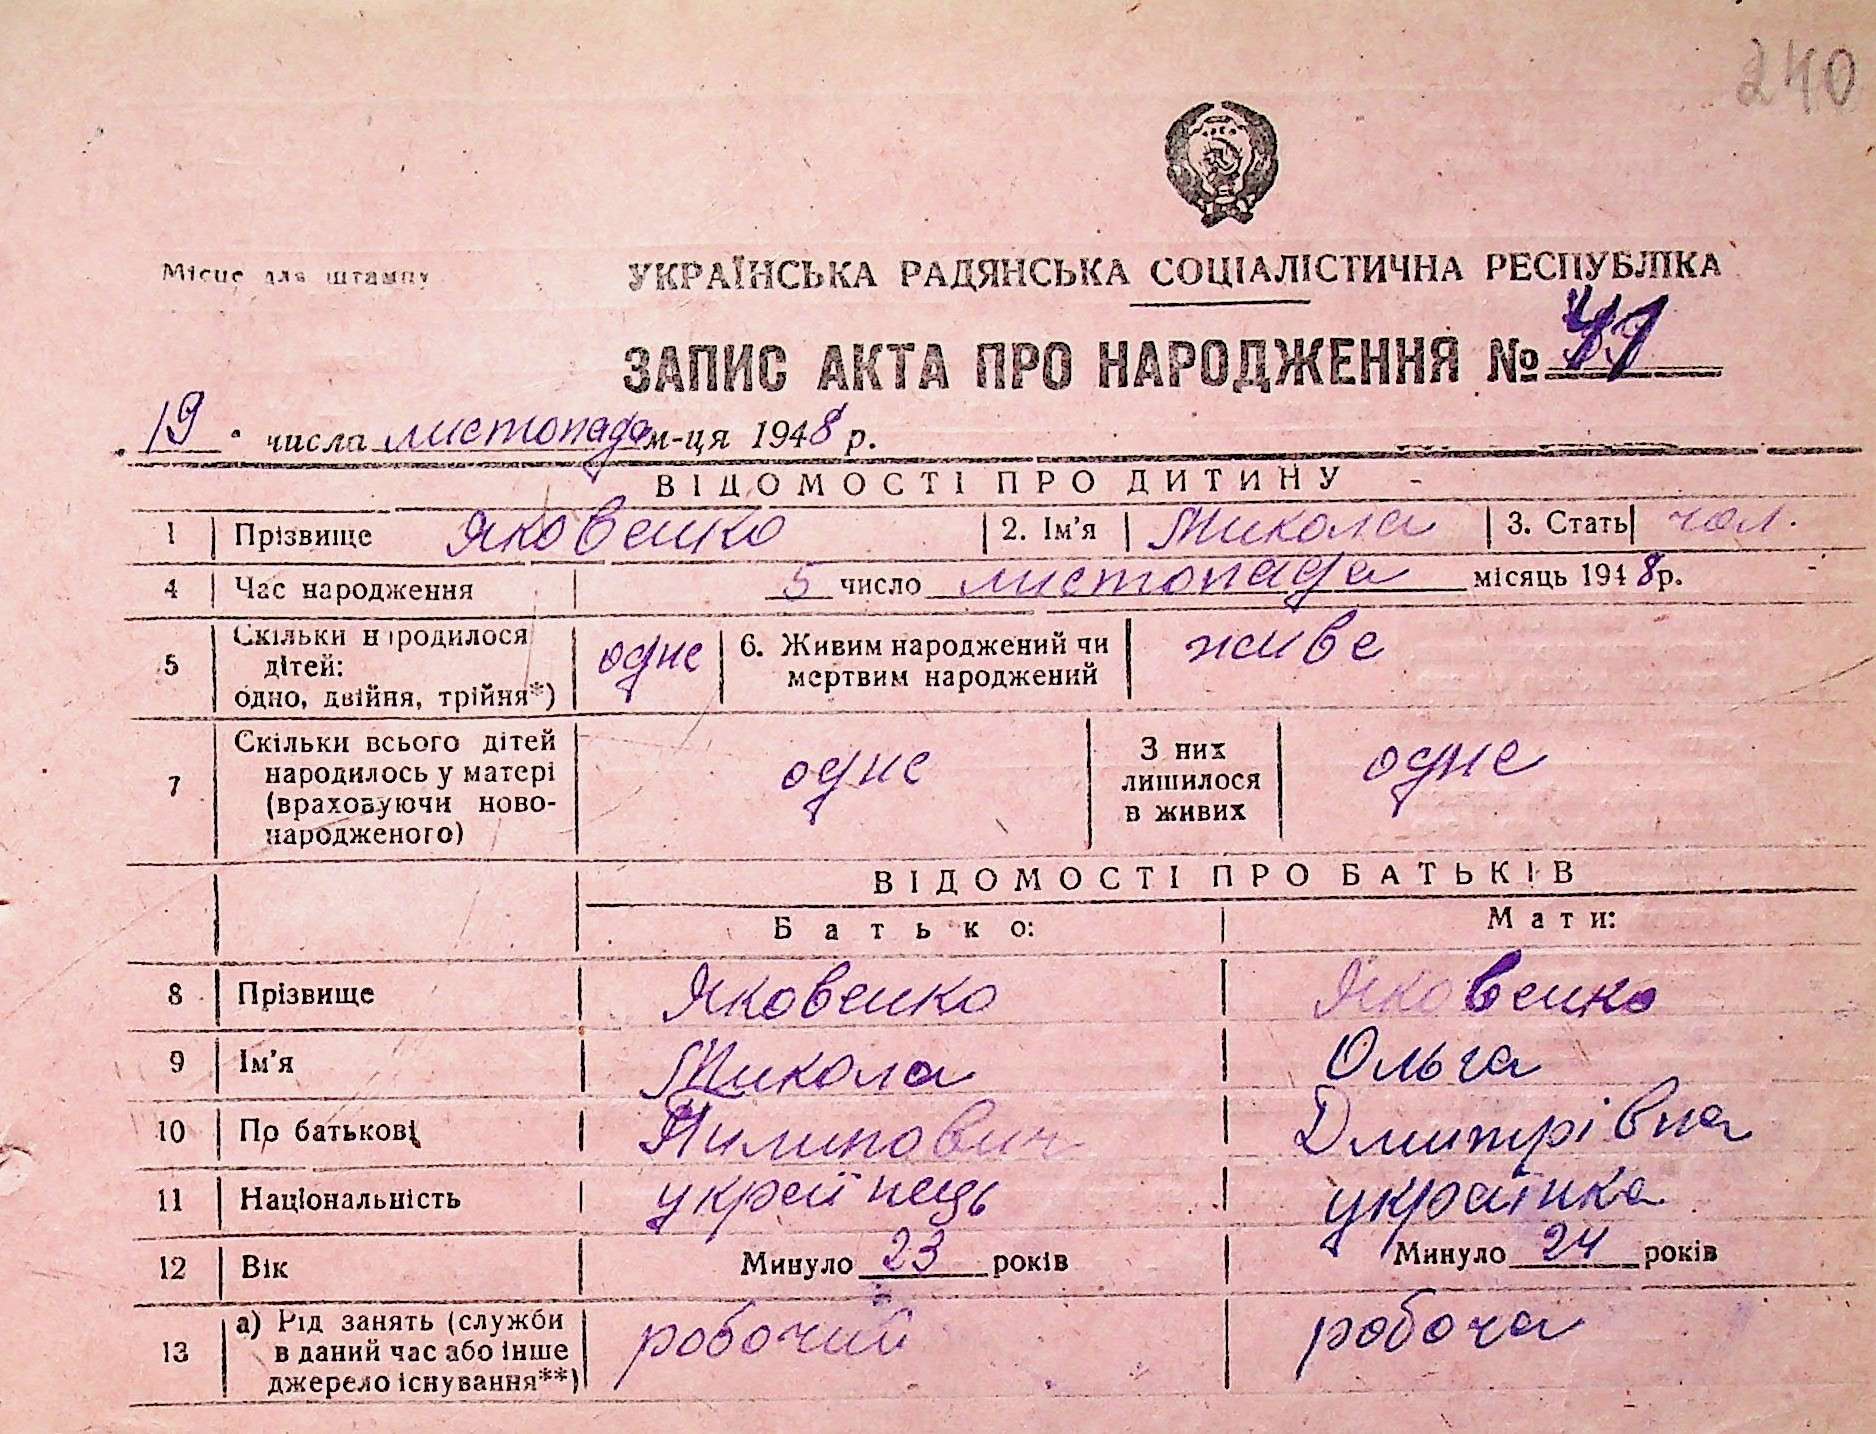 240
Місце для штампу
УКРАЇНСЬКА РАДЯНСЬКА СОЦІАЛІСТИЧНА РЕСПУБЛІКА
ЗАПИС АКТА ПРО НАРОДЖЕННЯ №
19 числа листопада м-ця 1948 р.
ВІДОМОСТІ ПРО ДИТИНУ
1 Прізвище Яковенко 2. Ім'я Микола 3. Стать чол.
4 Час народження 5 число листопада місяць 1948 р.
5 Скільки народилося дітей: одно, двійня, трійня*) одне 6. Живим народжений чи мертвим народжений живе
7 Скільки всього дітей народилось у матері (враховуючи ново-народженого) одне З них лишилося в живих одне
ВІДОМОСТІ ПРО БАТЬКІВ
Батько: Мати:
8 Прізвище Яковенко Яковенко
9 Ім'я Микола Ольга
10 По батькові Пилипович Дмитрівна
11 Національність українець українка
12 Вік Минуло 23 років Минуло 24 років
13 а) Рід занять (служби в даний час або інше джерело існування**) робочий робоча